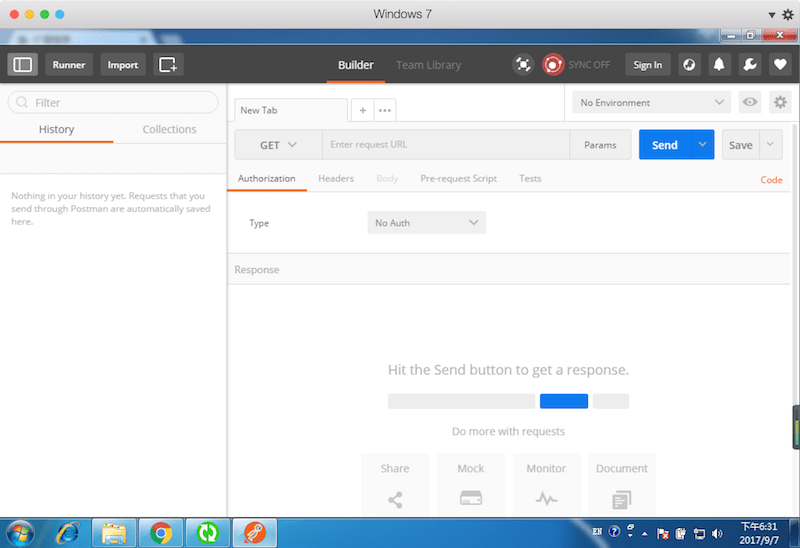 Windows 7
Runner
Import
Builder
Team Library
SYNC OFF
Sign In
Filter
History
Collections
Nothing in your history yet. Requests that you
send through Postman are automatically saved
here.
New Tab
+
•••
No Environment
GET
Enter request URL
Params
Send
Save
Authorization
Headers
Body
Pre-request Script
Tests
Code
Type
No Auth
Response
Hit the Send button to get a response.
Do more with requests
Share
Mock
Monitor
Document
EN
下午6:31
2017/9/7